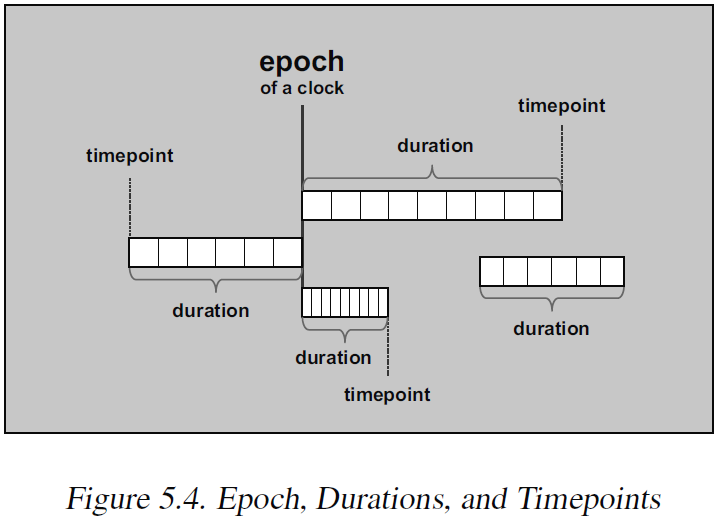 epoch
of a clock
timepoint
duration
timepoint
duration
duration
duration
timepoint
Figure 5.4. Epoch, Durations, and Timepoints